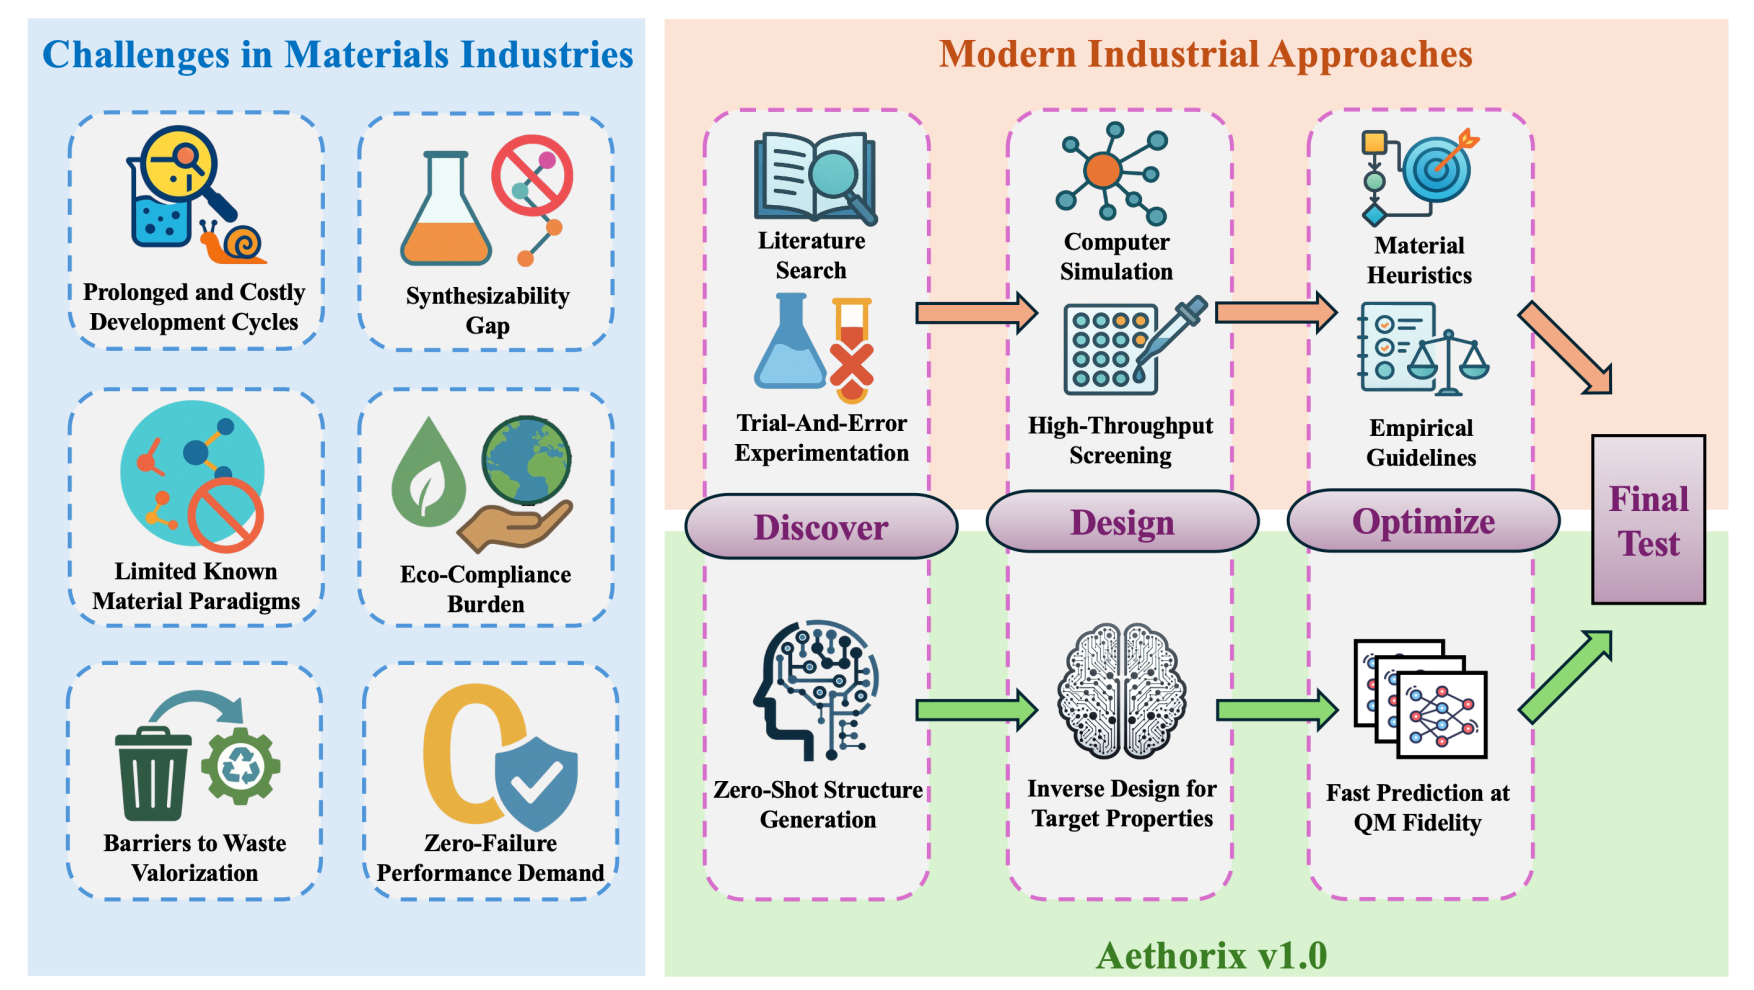 Challenges in Materials Industries
Prolonged and Costly
Development Cycles
Synthesizability
Gap
Limited Known
Material Paradigms
Eco-Compliance
Burden
Barriers to Waste
Valorization
Zero-Failure
Performance Demand
Modern Industrial Approaches
Literature
Search
Trial-And-Error
Experimentation
Computer
Simulation
High-Throughput
Screening
Material
Heuristics
Empirical
Guidelines
Discover
Design
Optimize
Final
Test
Zero-Shot Structure
Generation
Inverse Design for
Target Properties
Fast Prediction at
QM Fidelity
Aethorix v1.0